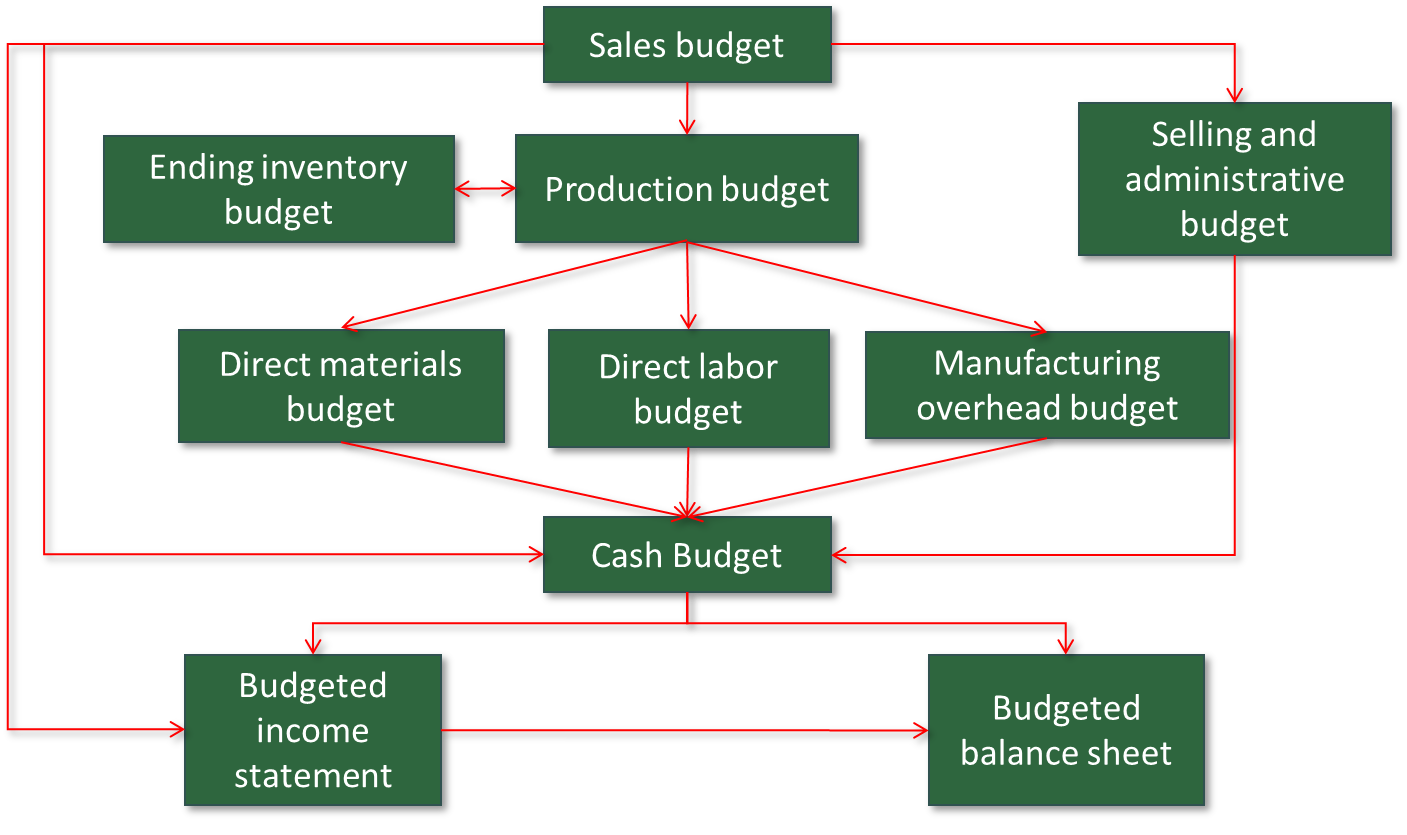 Sales budget
Ending inventory
budget
Production budget
Selling and
administrative
budget
Direct materials
budget
Direct labor
budget
Manufacturing
overhead budget
Cash Budget
Budgeted
income
statement
Budgeted
balance sheet